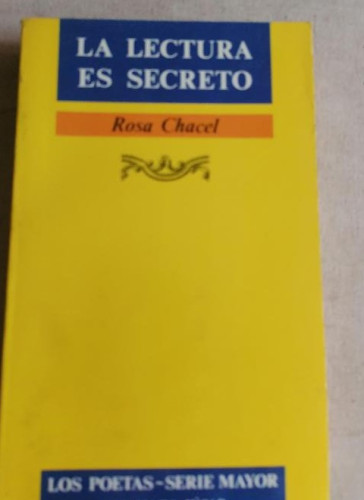 LA LECTURA
ES SECRETO
Rosa Chacel
LOS POETAS-SERIE MAYOR